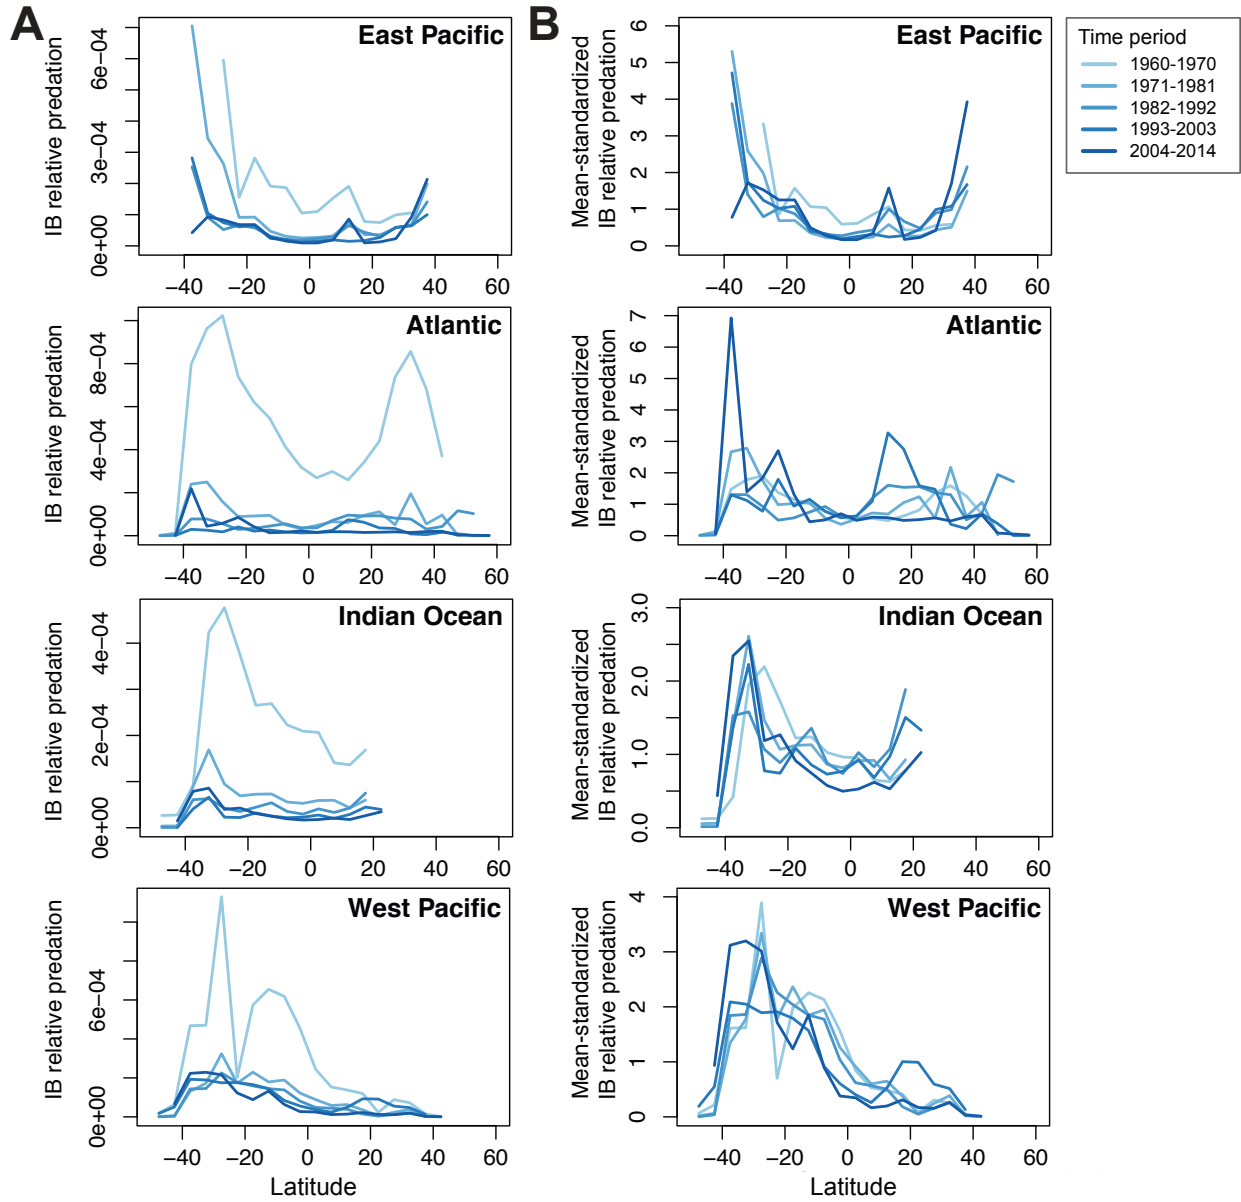 A
B
East Pacific
IB relative predation
0e+00 3e−04 6e−04
−40 −20 0 20 40 60
East Pacific
Mean-standardized
IB relative predation
0 1 2 3 4 5 6
−40 −20 0 20 40 60
Time period
1960-1970
1971-1981
1982-1992
1993-2003
2004-2014
Atlantic
IB relative predation
0e+00 4e−04 8e−04
−40 −20 0 20 40 60
Atlantic
Mean-standardized
IB relative predation
0 1 2 3 4 5 6 7
−40 −20 0 20 40 60
Indian Ocean
IB relative predation
0e+00 2e−04 4e−04
−40 −20 0 20 40 60
Indian Ocean
Mean-standardized
IB relative predation
0.0 1.0 2.0 3.0
−40 −20 0 20 40 60
West Pacific
IB relative predation
0e+00 6e−04
−40 −20 0 20 40 60
Latitude
West Pacific
Mean-standardized
IB relative predation
0 1 2 3 4
−40 −20 0 20 40 60
Latitude